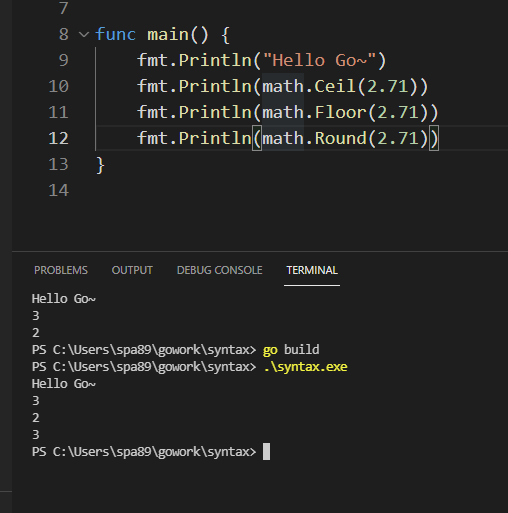 7
8 func main() {
9 fmt.Println("Hello Go~")
10 fmt.Println(math.Ceil(2.71))
11 fmt.Println(math.Floor(2.71))
12 fmt.Println(math.Round(2.71))
13 }
14
PROBLEMS OUTPUT DEBUG CONSOLE TERMINAL
Hello Go~
3
2
PS C:\Users\spa89\gowork\syntax> go build
PS C:\Users\spa89\gowork\syntax> .\syntax.exe
Hello Go~
3
2
3
PS C:\Users\spa89\gowork\syntax>